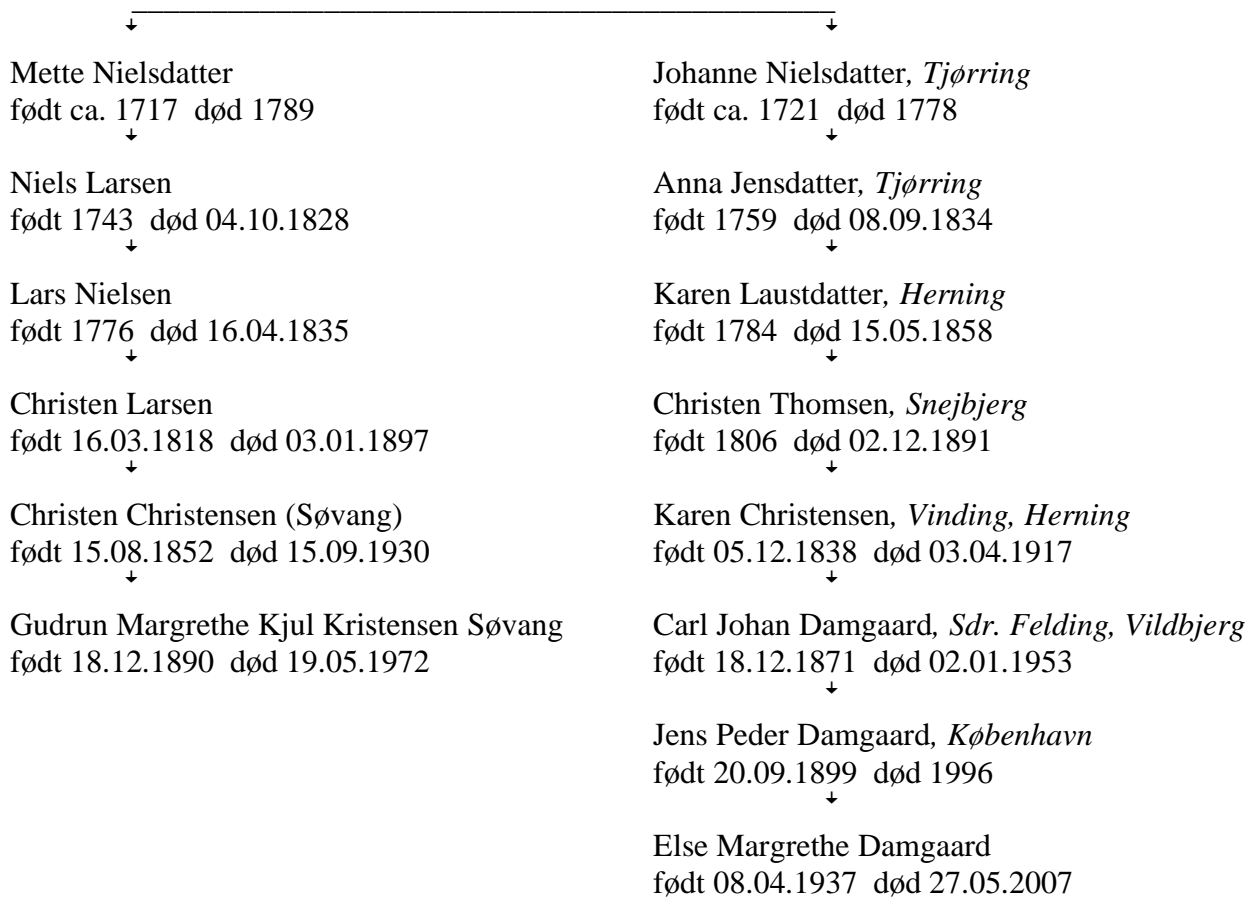 Mette Nielsdatter
født ca. 1717 død 1789
Niels Larsen
født 1743 død 04.10.1828
Lars Nielsen
født 1776 død 16.04.1835
Christen Larsen
født 16.03.1818 død 03.01.1897
Christen Christensen (Søvang)
født 15.08.1852 død 15.09.1930
Gudrun Margrethe Kjul Kristensen Søvang
født 18.12.1890 død 19.05.1972
Johanne Nielsdatter, Tjørring
født ca. 1721 død 1778
Anna Jensdatter, Tjørring
født 1759 død 08.09.1834
Karen Laustdatter, Herning
født 1784 død 15.05.1858
Christen Thomsen, Snejbjerg
født 1806 død 02.12.1891
Karen Christensen, Vinding, Herning
født 05.12.1838 død 03.04.1917
Carl Johan Damgaard, Sdr. Felding, Vildbjerg
født 18.12.1871 død 02.01.1953
Jens Peder Damgaard, København
født 20.09.1899 død 1996
Else Margrethe Damgaard
født 08.04.1937 død 27.05.2007